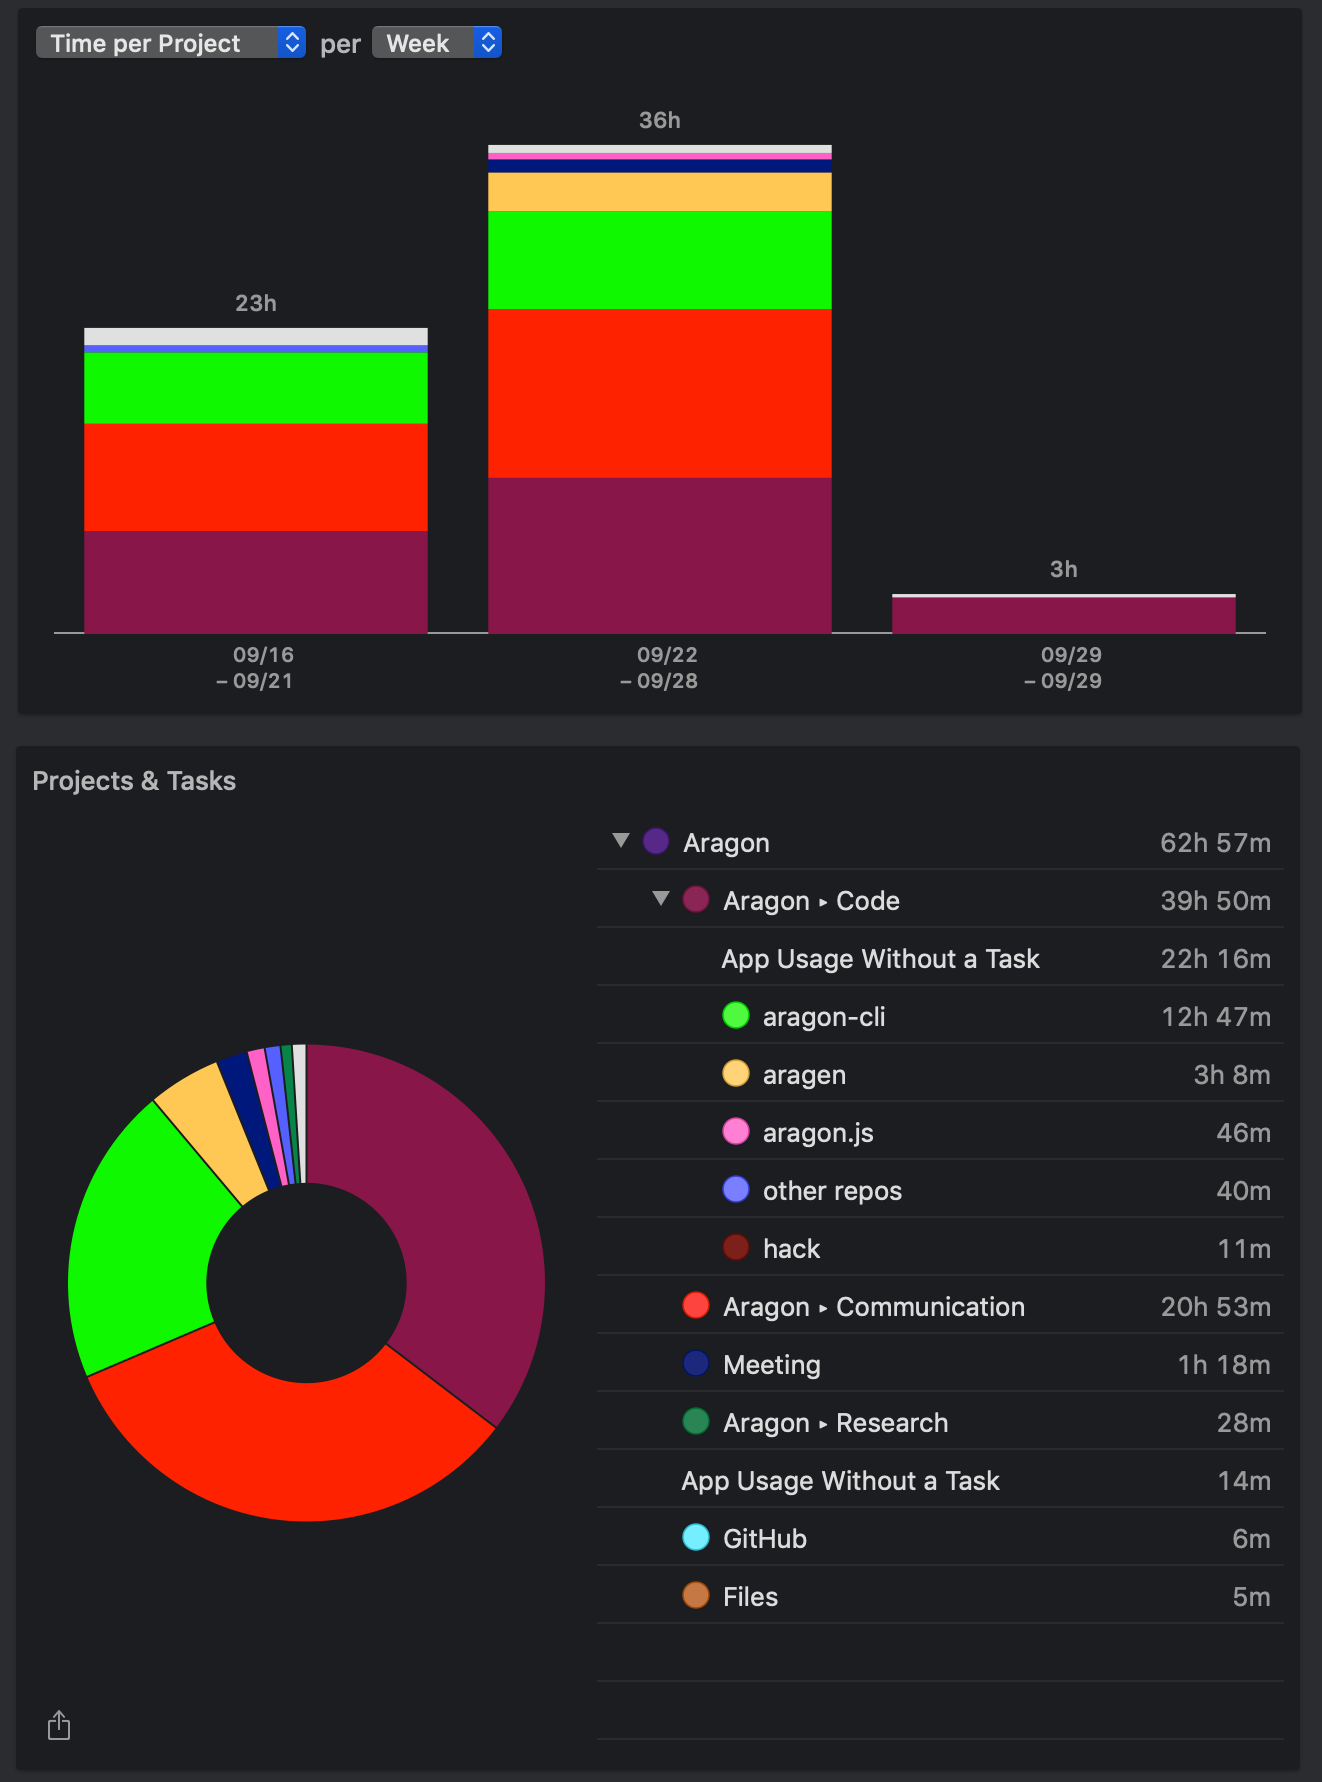 Time per Project per Week
36h
23h
3h
09/16 09/22 09/29
– 09/21 – 09/28 – 09/29
Projects & Tasks
Aragon 62h 57m
Aragon ▸ Code 39h 50m
App Usage Without a Task 22h 16m
aragon-cli 12h 47m
aragen 3h 8m
aragon.js 46m
other repos 40m
hack 11m
Aragon ▸ Communication 20h 53m
Meeting 1h 18m
Aragon ▸ Research 28m
App Usage Without a Task 14m
GitHub 6m
Files 5m